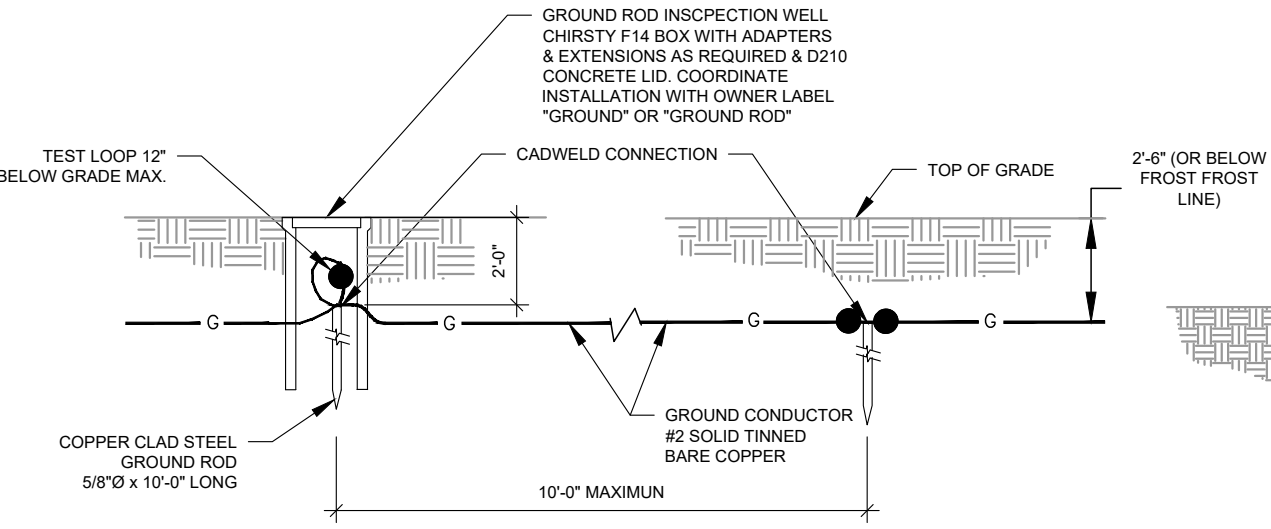 GROUND ROD INSCPECTION WELL
CHIRSTY F14 BOX WITH ADAPTERS
& EXTENSIONS AS REQUIRED & D210
CONCRETE LID. COORDINATE
INSTALLATION WITH OWNER LABEL
"GROUND" OR "GROUND ROD"
TEST LOOP 12"
BELOW GRADE MAX.
CADWELD CONNECTION
TOP OF GRADE
2'-6" (OR BELOW
FROST FROST
LINE)
2'-0"
G
G
G
G
GROUND CONDUCTOR
#2 SOLID TINNED
BARE COPPER
COPPER CLAD STEEL
GROUND ROD
5/8"Ø x 10'-0" LONG
10'-0" MAXIMUN